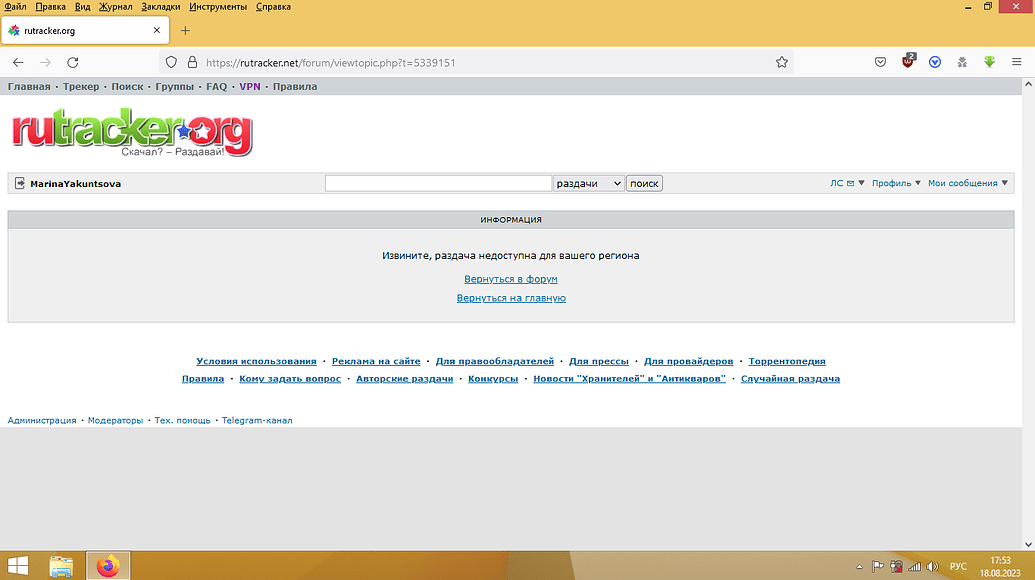 Файл Правка Вид Журнал Закладки Инструменты Справка
rutracker.org
https://rutracker.net/forum/viewtopic.php?t=5339151
2
Главная · Трекер · Поиск · Группы · FAQ · VPN · Правила
rutracker.org
Скачал? – Раздавай!
MarinaYakuntsova раздачи поиск ЛС Профиль Мои сообщения
ИНФОРМАЦИЯ
Извините, раздача недоступна для вашего региона
Вернуться в форум
Вернуться на главную
Условия использования · Реклама на сайте · Для правообладателей · Для прессы · Для провайдеров · Торрентопедия
Правила · Кому задать вопрос · Авторские раздачи · Конкурсы · Новости "Хранителей" и "Антикваров" · Случайная раздача
Администрация · Модераторы · Тех. помощь · Telegram-канал
РУС
17:53
18.08.2023